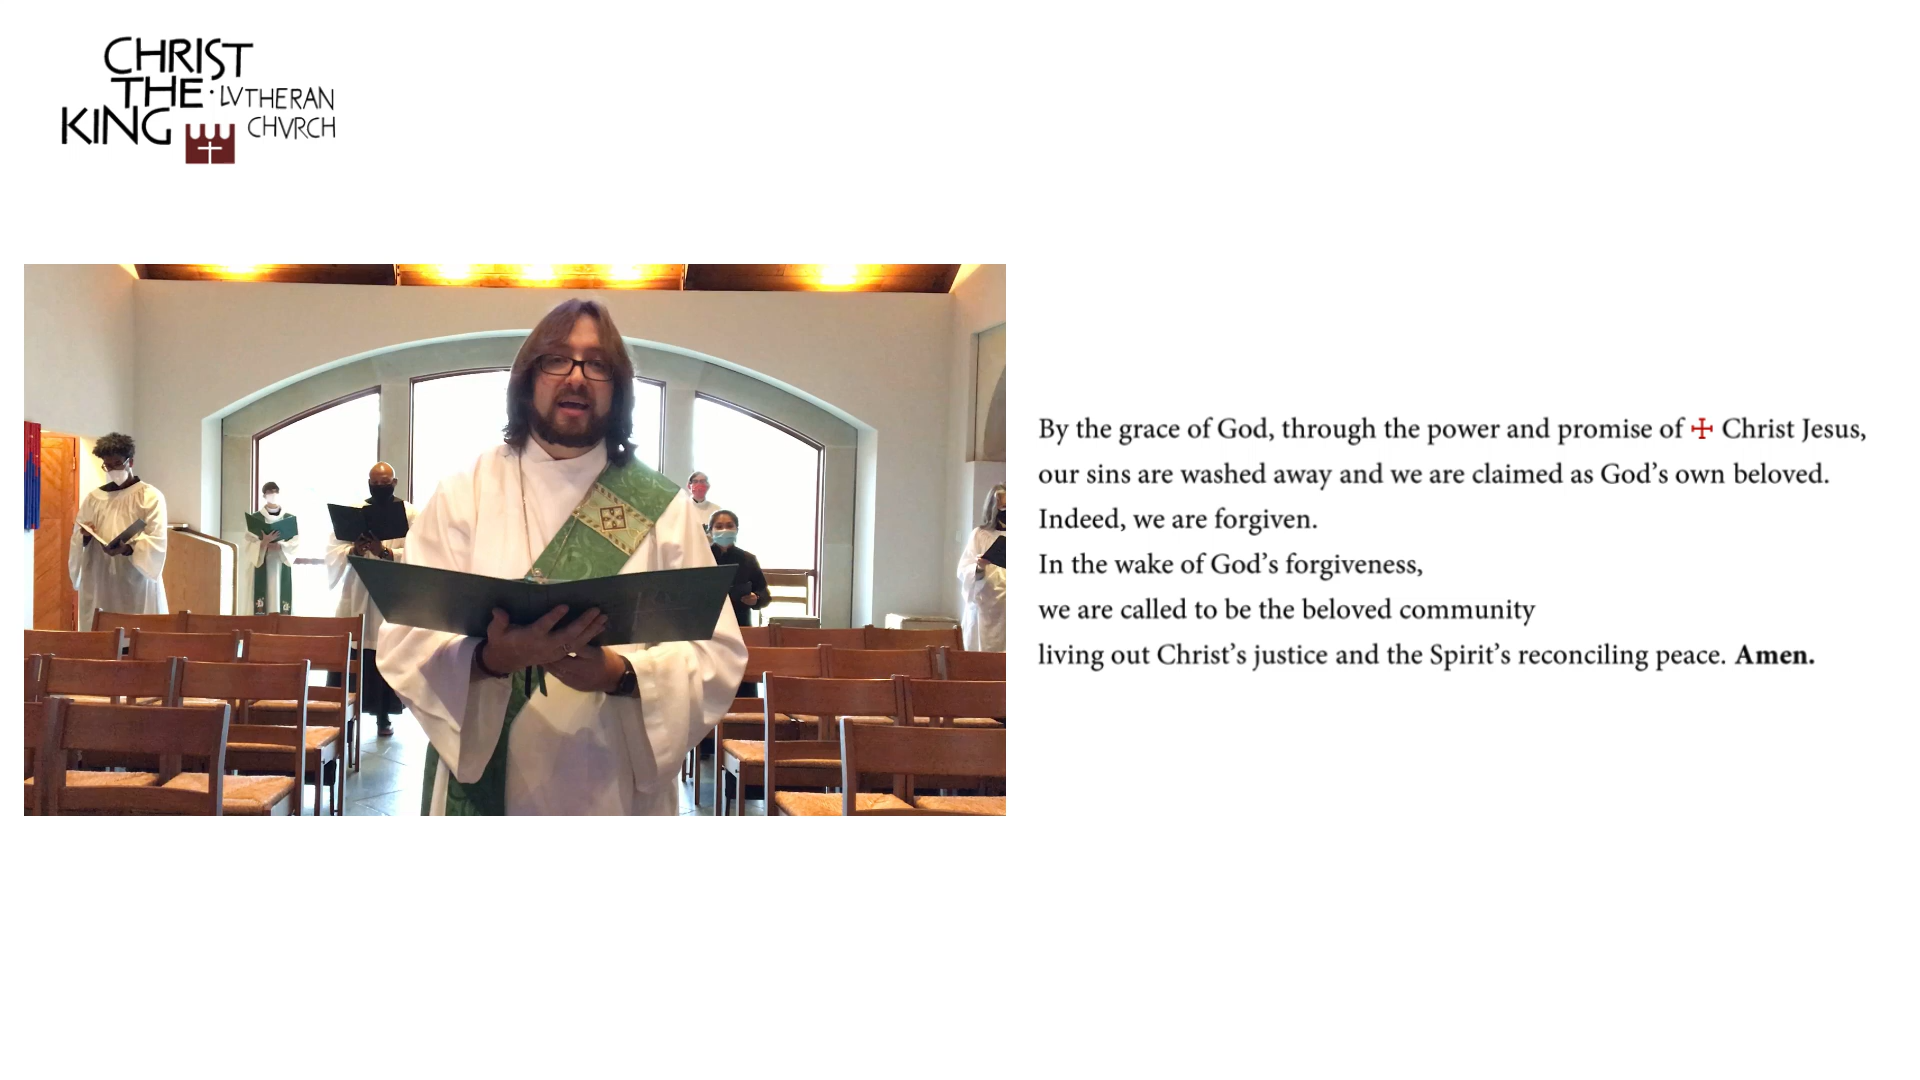 CHRIST
THE · LVTHERAN
KING CHVRCH
By the grace of God, through the power and promise of ☩ Christ Jesus,
our sins are washed away and we are claimed as God’s own beloved.
Indeed, we are forgiven.
In the wake of God’s forgiveness,
we are called to be the beloved community
living out Christ’s justice and the Spirit’s reconciling peace. Amen.